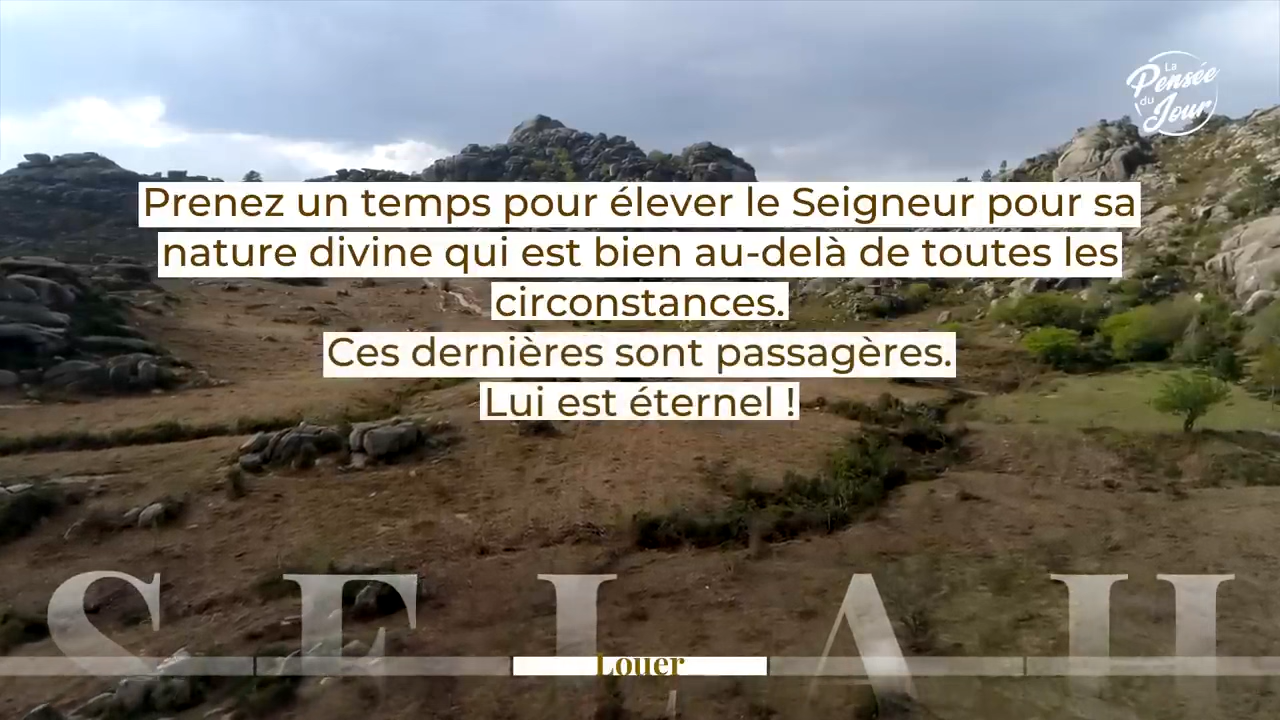 La
Pensée
du
Jour
Prenez un temps pour élever le Seigneur pour sa
nature divine qui est bien au-delà de toutes les
circonstances.
Ces dernières sont passagères.
Lui est éternel !
SELAH
Louer